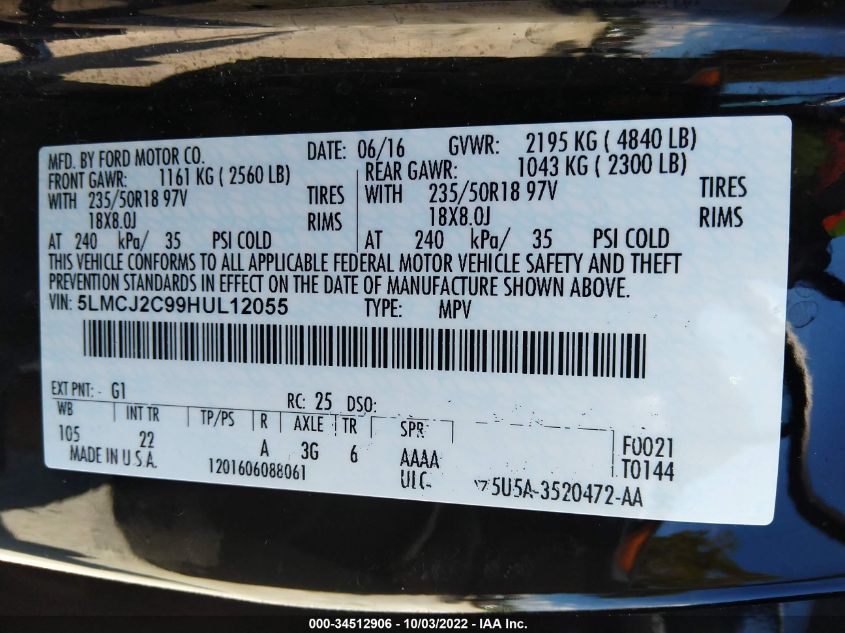 MFD. BY FORD MOTOR CO. DATE: 06/16 GVWR: 2195 KG ( 4840 LB)
FRONT GAWR: 1161 KG ( 2560 LB) REAR GAWR: 1043 KG ( 2300 LB)
WITH 235/50R18 97V TIRES WITH 235/50R18 97V TIRES
18X8.0J RIMS 18X8.0J RIMS
AT 240 kPa/ 35 PSI COLD AT 240 kPa/ 35 PSI COLD
THIS VEHICLE CONFORMS TO ALL APPLICABLE FEDERAL MOTOR VEHICLE SAFETY AND THEFT
PREVENTION STANDARDS IN EFFECT ON THE DATE OF MANUFACTURE SHOWN ABOVE.
VIN: 5LMCJ2C99HUL12055 TYPE: MPV
EXT PNT: G1 RC: 25 DSO:
WB INT TR TP/PS R AXLE TR SPR
105 22 A 3G 6 AAAA F0021
MADE IN U.S.A. 1201606088061 ULC T0144
5U5A-3520472-AA
000-34512906 - 10/03/2022 - IAA Inc.